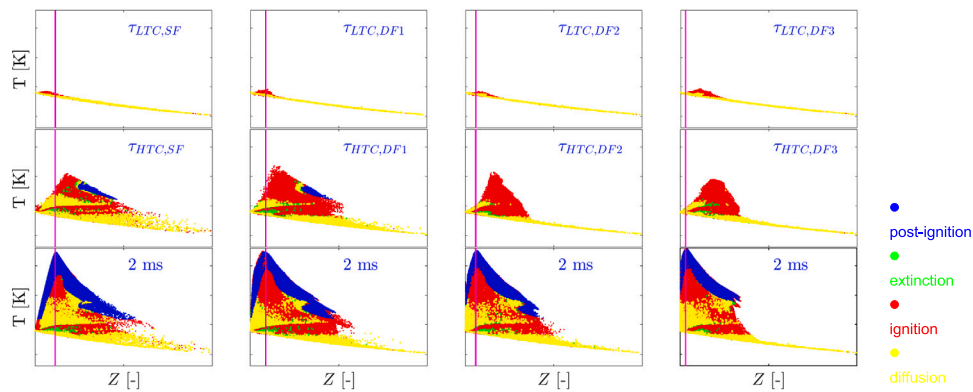 T [K]
τLTC,SF
τLTC,DF1
τLTC,DF2
τLTC,DF3
T [K]
τHTC,SF
τHTC,DF1
τHTC,DF2
τHTC,DF3
T [K]
2 ms
2 ms
2 ms
2 ms
Z [-]
Z [-]
Z [-]
Z [-]
post-ignition
extinction
ignition
diffusion